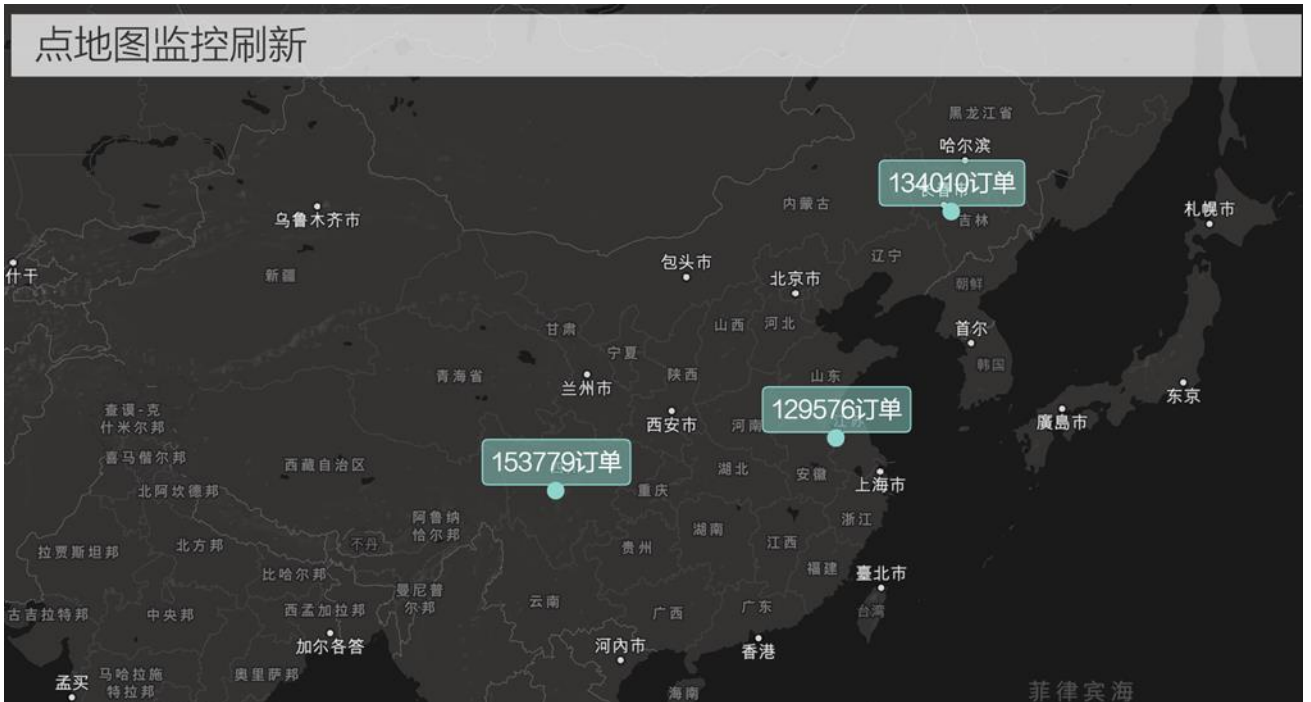 点地图监控刷新
黑龙江省
哈尔滨
134010订单
长春市
吉林
内蒙古
札幌市
乌鲁木齐市
辽宁
包头市
什干
新疆
北京市
朝鲜
山西
河北
甘肃
首尔
宁夏
韩国
青海省
陕西
山东
兰州市
东京
129576订单
查谟-克
什米尔邦
西安市
河南
江苏
廣島市
喜马偕尔邦
153779订单
西藏自治区
湖北
安徽
上海市
北阿坎德邦
重庆
阿鲁纳
恰尔邦
浙江
湖南
拉贾斯坦邦
北方邦
不丹
贵州
江西
比哈尔邦
福建
臺北市
曼尼普
尔邦
云南
古吉拉特邦
中央邦
西孟加拉邦
广西
广东
台湾
加尔各答
河内市
香港
马哈拉施
特拉邦
奥里萨邦
孟买
海南
菲律宾海